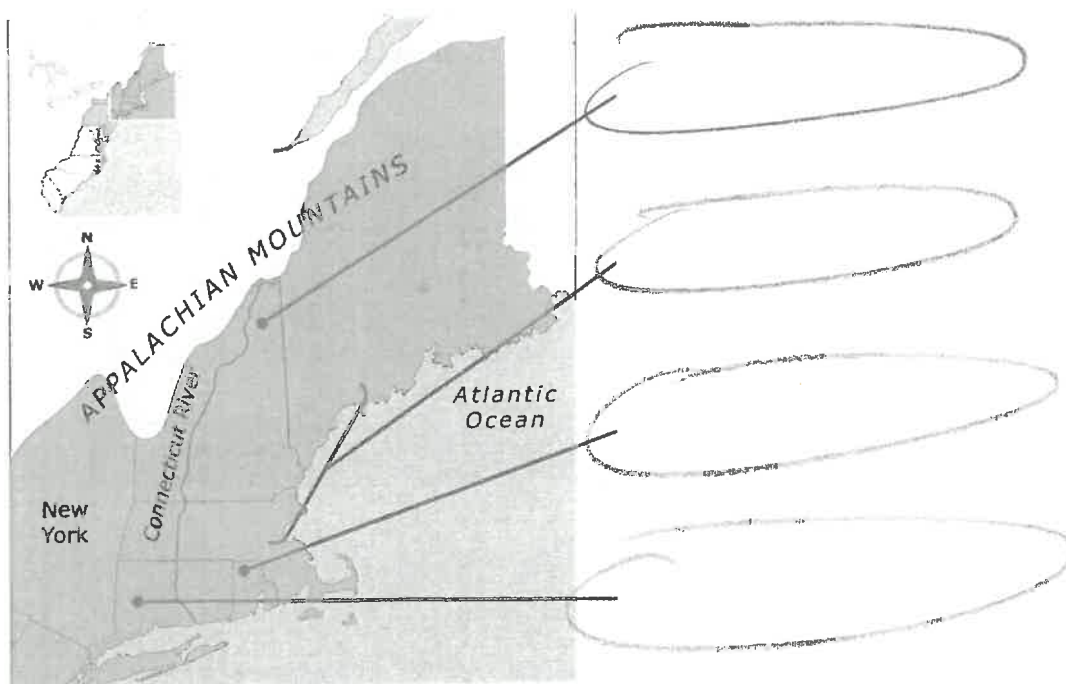 N
W E
S
APPALACHIAN MOUNTAINS
Connecticut River
Atlantic
Ocean
New
York